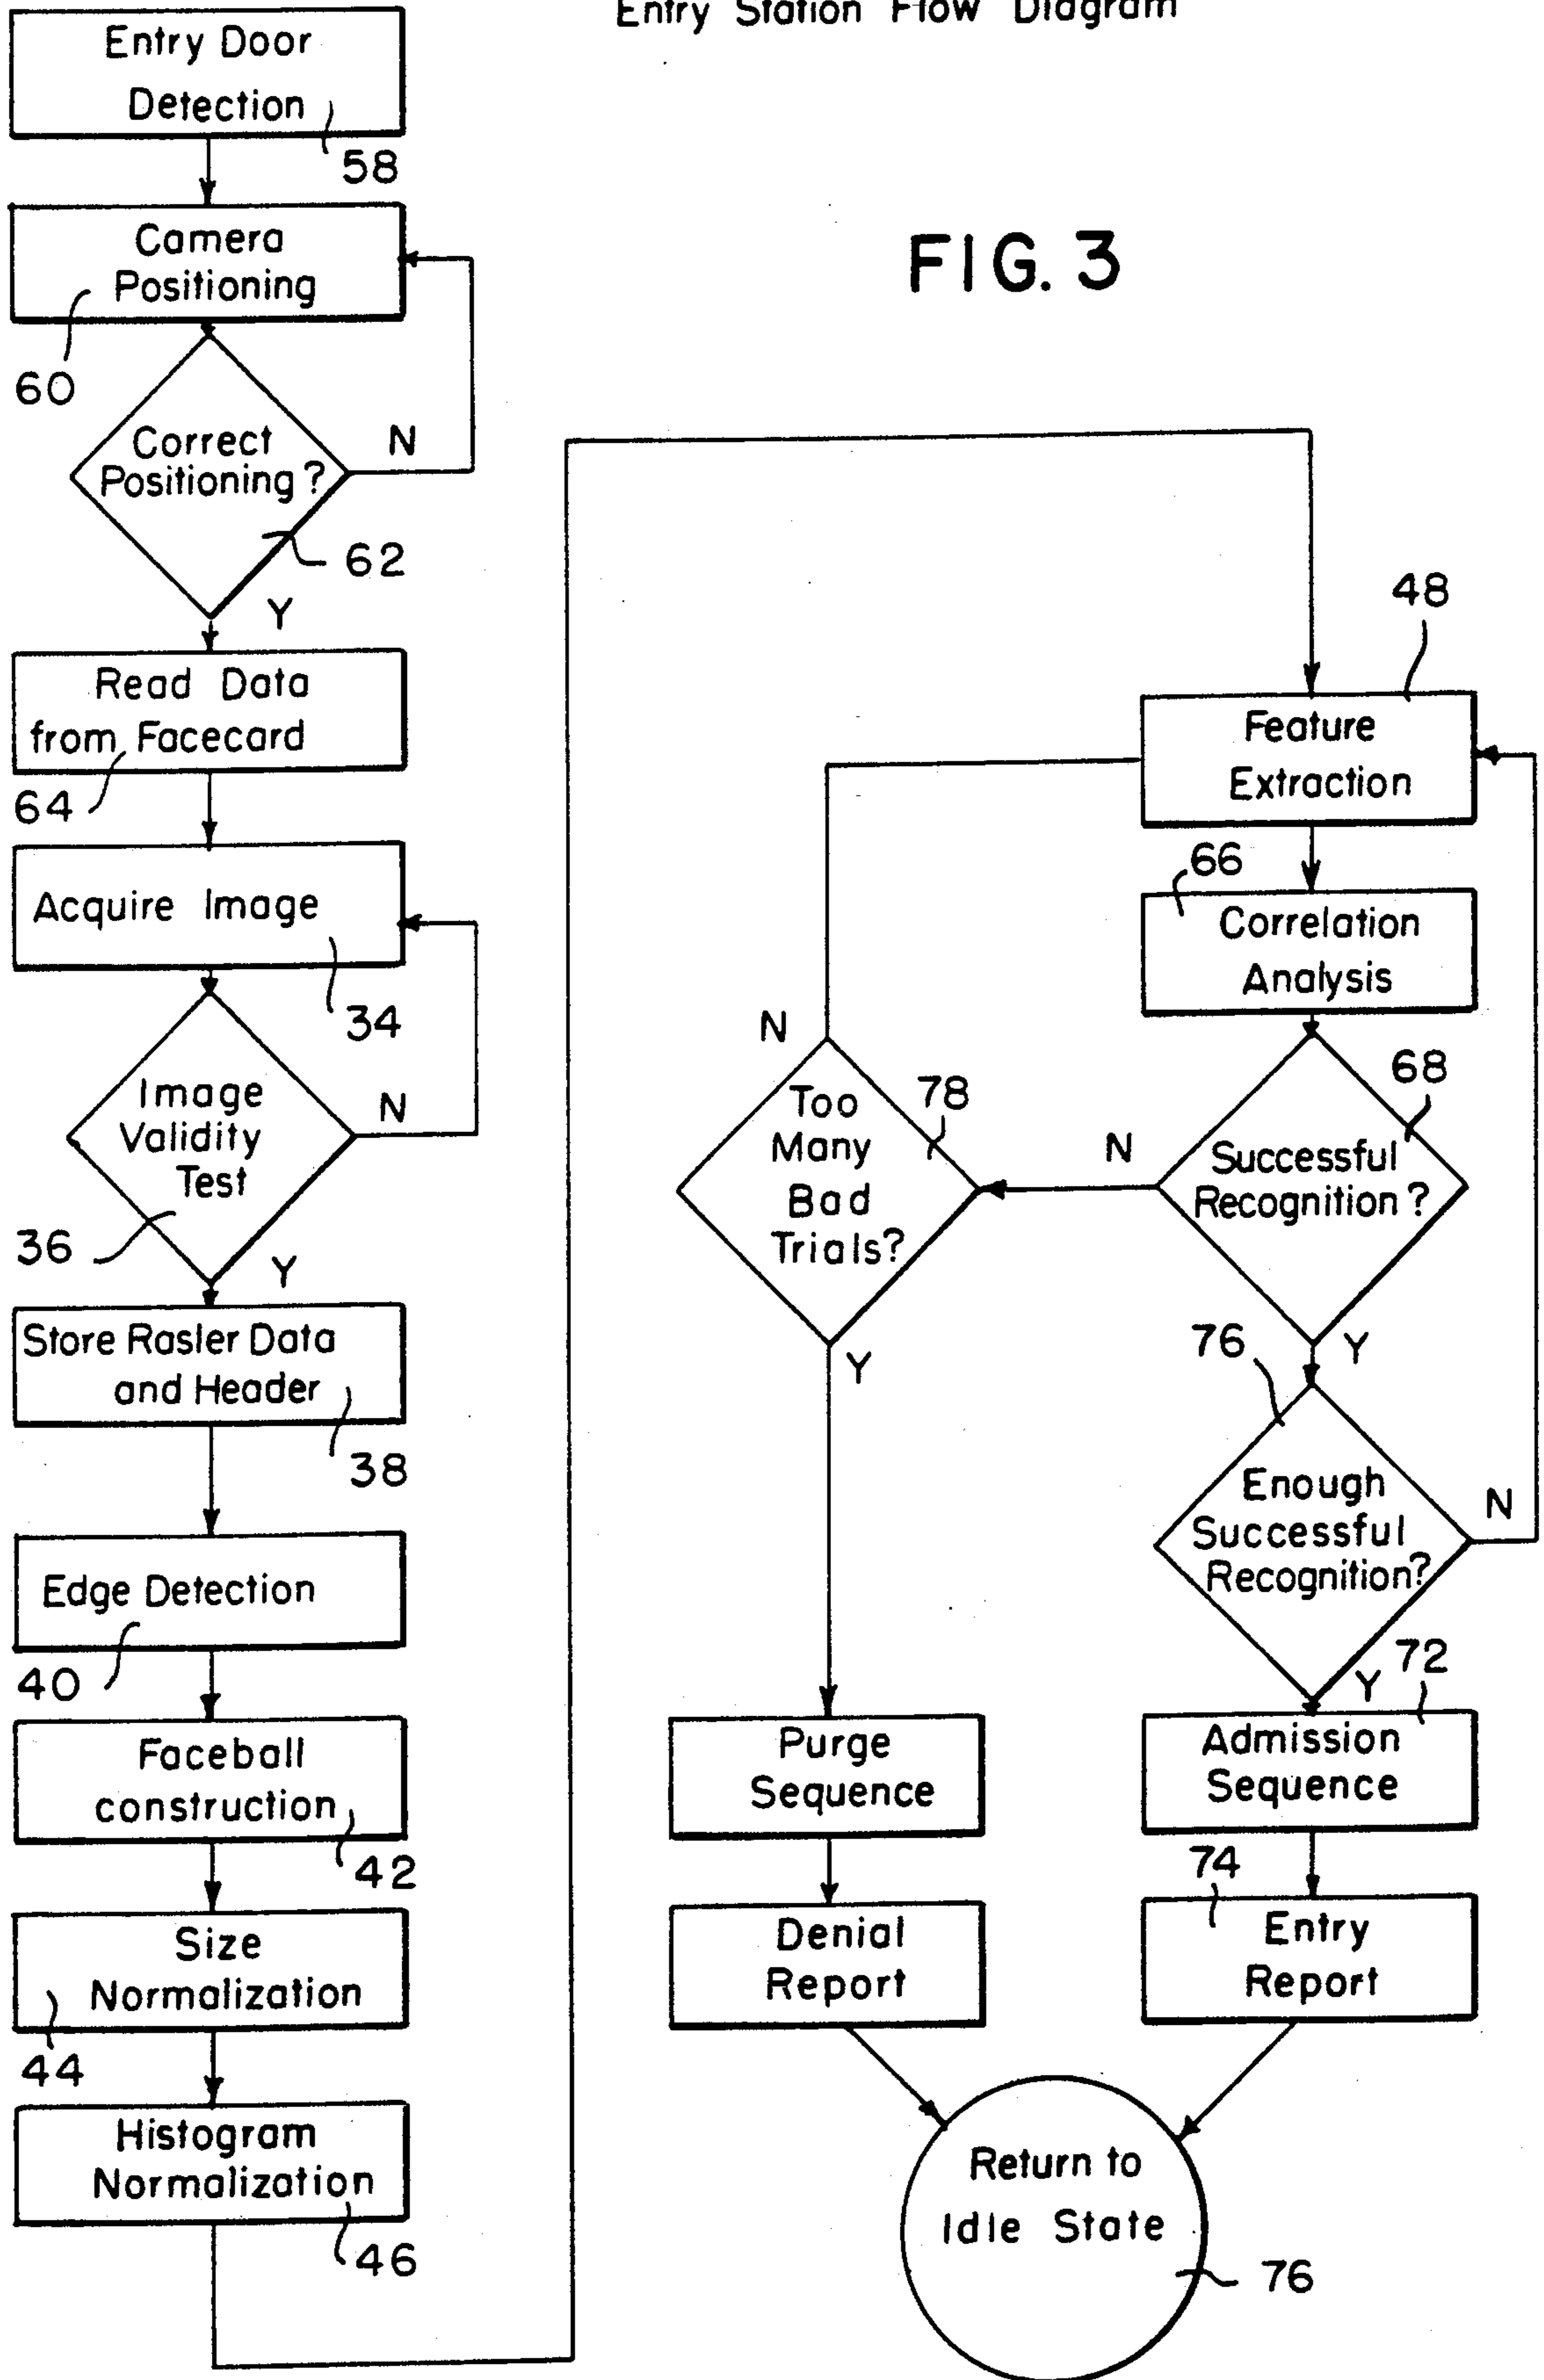 Entry Station Flow Diagram
FIG. 3
Entry Door
Detection
58
Camera
Positioning
60
Correct
Positioning?
N
62
Y
Read Data
from Facecard
64
Acquire Image
34
Image
Validity
Test
N
36
Y
Store Rasler Data
and Header
38
Edge Detection
40
Faceball
construction
42
Size
Normalization
44
Histogram
Normalization
46
48
Feature
Extraction
66
Correlation
Analysis
68
Successful
Recognition?
N
Y
78
Too
Many
Bad
Trials?
N
Y
76
Enough
Successful
Recognition?
N
Y
72
Purge
Sequence
Admission
Sequence
74
Denial
Report
Entry
Report
Return to
Idle State
76